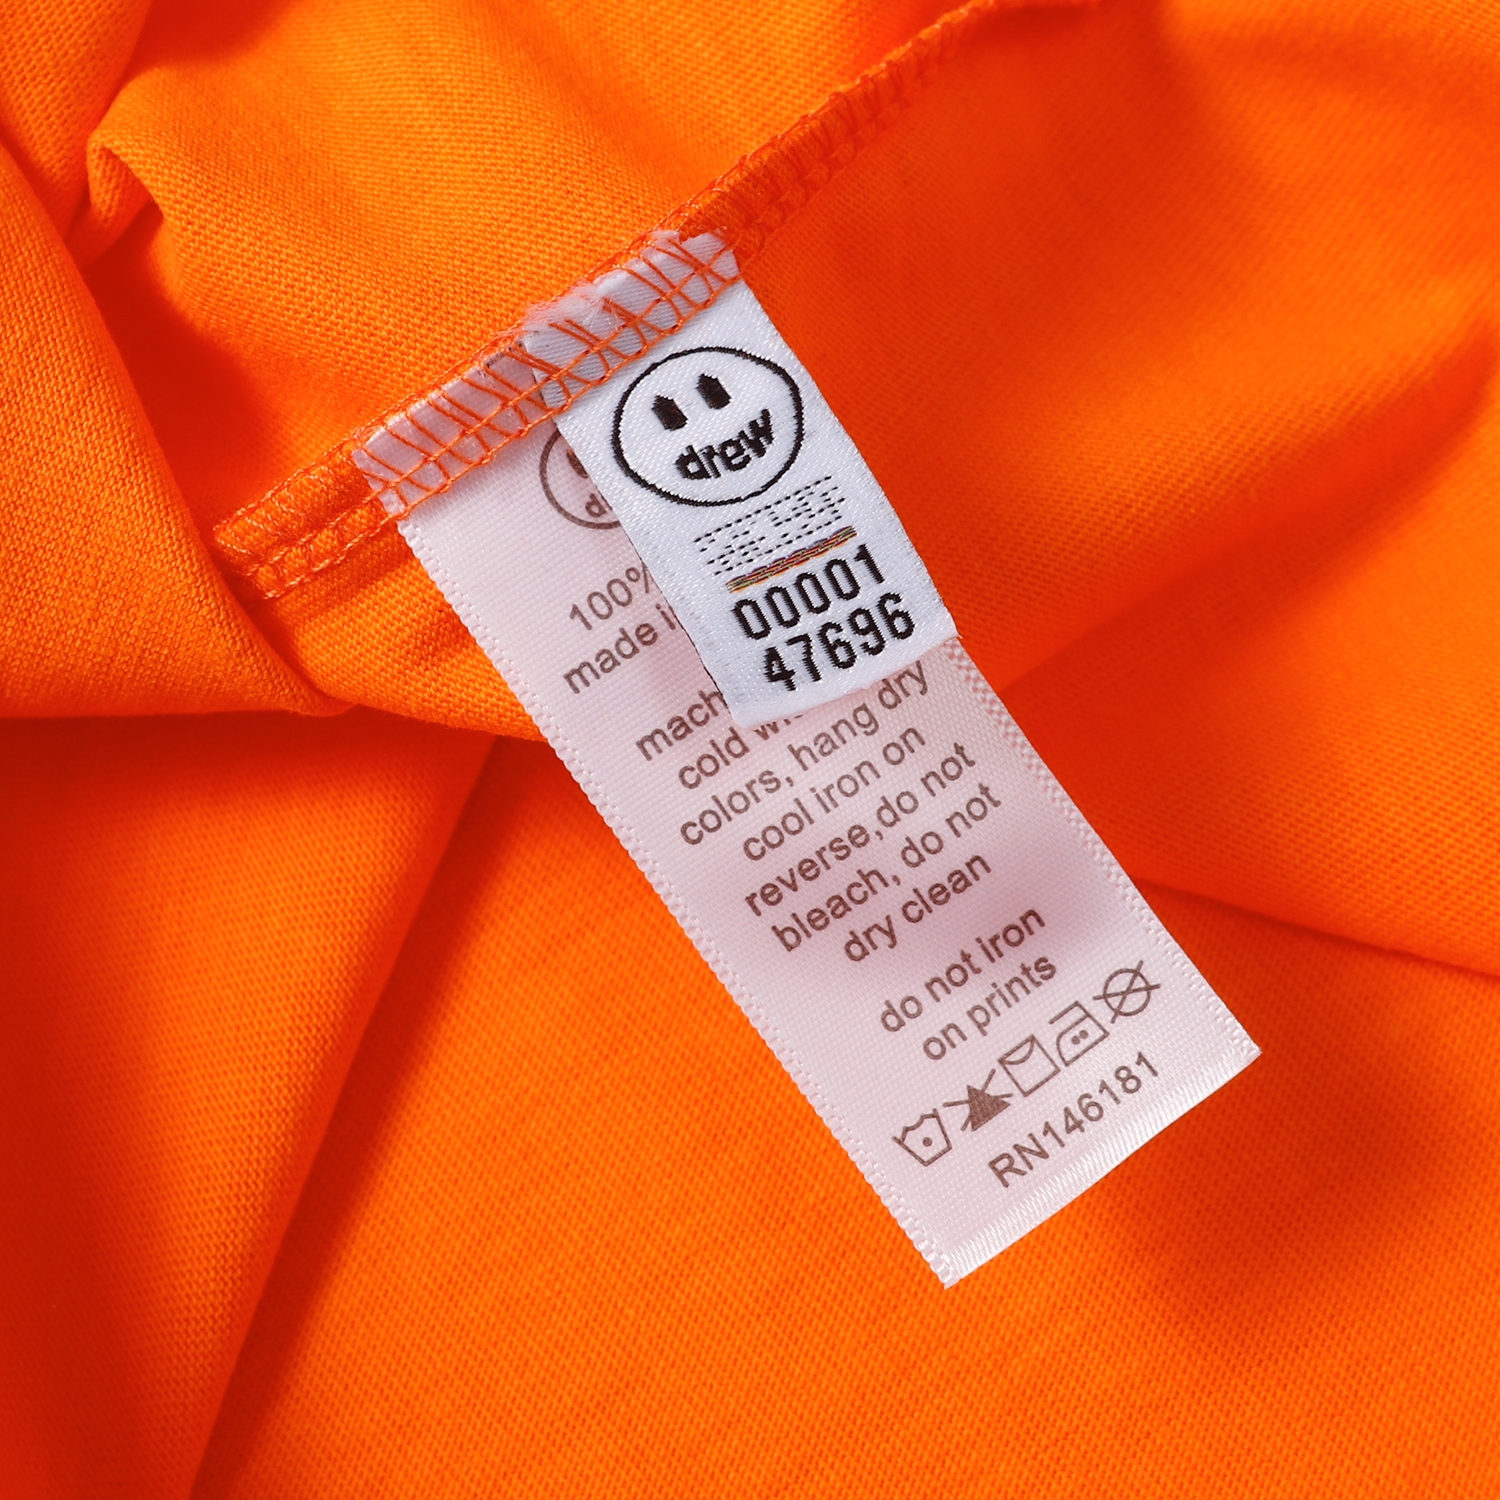 drew
00001
47696
100%
made
cold
colors, hang dry
cool iron on
reverse,do not
bleach, do not
dry clean
do not iron
on prints
RN146181